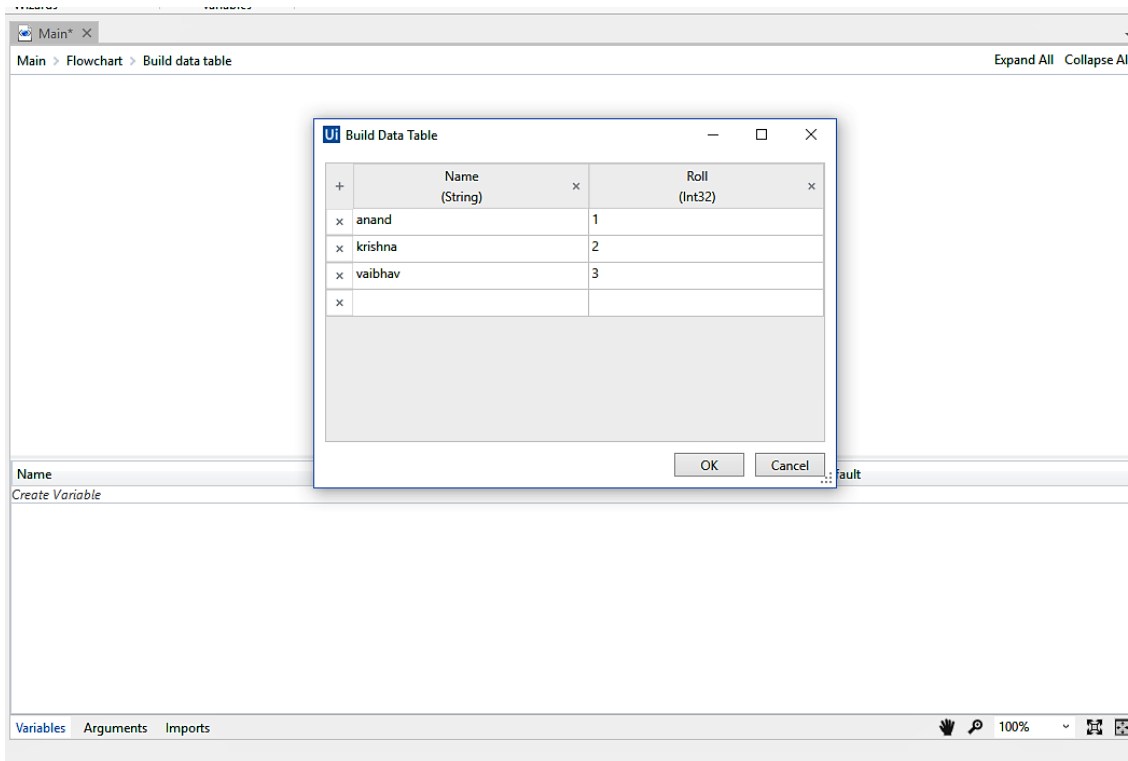 Main*
Main > Flowchart > Build data table Expand All Collapse Al
Ui Build Data Table
+ Name Roll
(String) (Int32)
anand 1
krishna 2
vaibhav 3
OK Cancel
Name fault
Create Variable
Variables Arguments Imports 100%